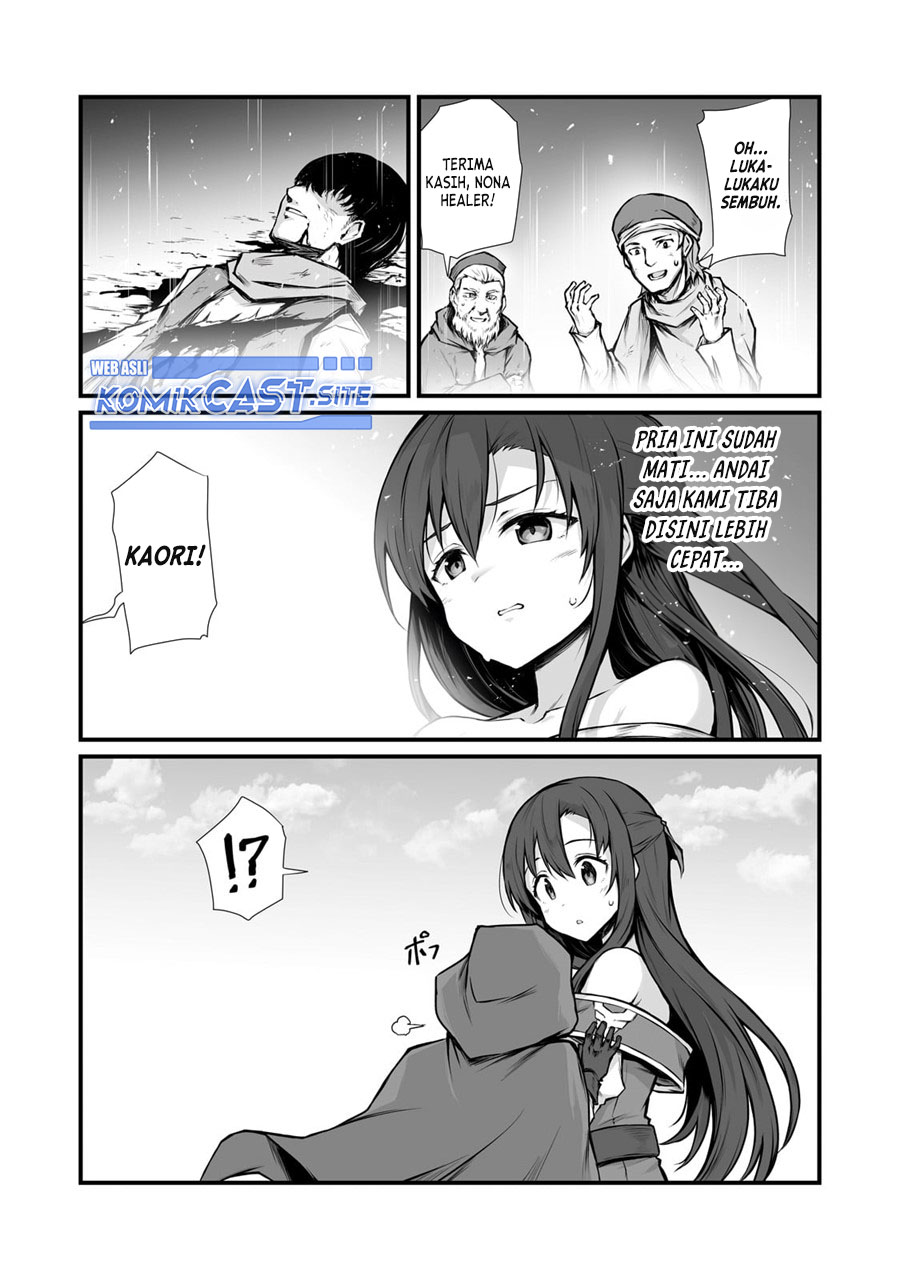 OH...
LUKA-
LUKAKU
SEMBUH.
TERIMA
KASIH, NONA
HEALER!
WEB ASLI
KOMIKCAST.SITE
PRIA INI SUDAH
MATI... ANDAI
SAJA KAMI TIBA
DISINI LEBIH
CEPAT...
KAORI!
!?
ポフ